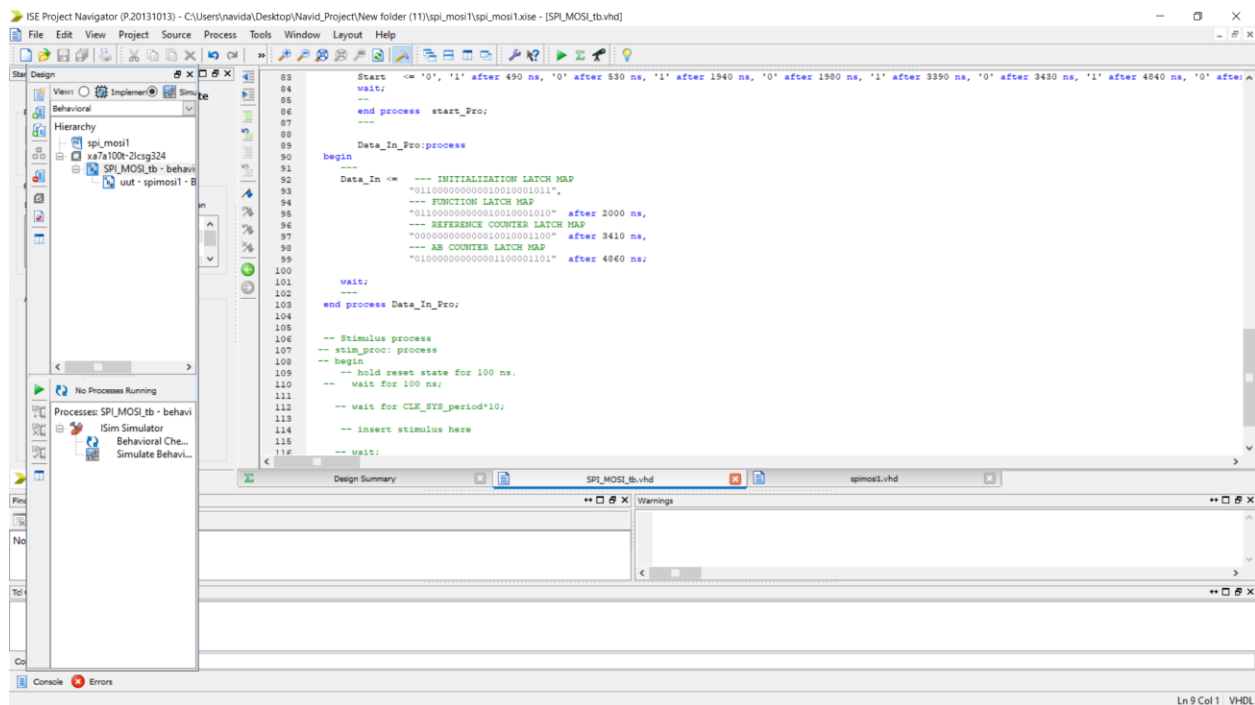 ISE Project Navigator (P.20131013) - C:\Users\navida\Desktop\Navid_Project\New folder (11)\spi_mosi1\spi_mosi1.xise - [SPI_MOSI_tb.vhd]
File Edit View Project Source Process Tools Window Layout Help
Design
View: Implemen Simu
Behavioral
Hierarchy
spi_mosi1
xa7a100t-2lcsg324
SPI_MOSI_tb - behavi
uut - spimosi1 - B
No Processes Running
Processes: SPI_MOSI_tb - behavi
ISim Simulator
Behavioral Che...
Simulate Behavi...
83 Start <= '0', '1' after 490 ns, '0' after 530 ns, '1' after 1940 ns, '0' after 1980 ns, '1' after 3390 ns, '0' after 3430 ns, '1' after 4840 ns, '0' after
84 wait;
85 --
86 end process start_Pro;
87 ---
88
89 Data_In_Pro:process
90 begin
91 ---
92 Data_In <= --- INITIALIZATION LATCH MAP
93 "011000000000010010001011",
94 --- FUNCTION LATCH MAP
95 "011000000000010010001010" after 2000 ns,
96 --- REFERENCE COUNTER LATCH MAP
97 "000000000000010010001100" after 3410 ns,
98 --- AB COUNTER LATCH MAP
99 "010000000000001100001101" after 4860 ns;
100
101 wait;
102 ---
103 end process Data_In_Pro;
104
105
106 -- Stimulus process
107 -- stim_proc: process
108 -- begin
109 -- hold reset state for 100 ns.
110 -- wait for 100 ns;
111
112 -- wait for CLK_SYS_period*10;
113
114 -- insert stimulus here
115
116 -- wait;
Design Summary SPI_MOSI_tb.vhd spimosi1.vhd
Warnings
Console Errors
Ln 9 Col 1 VHDL